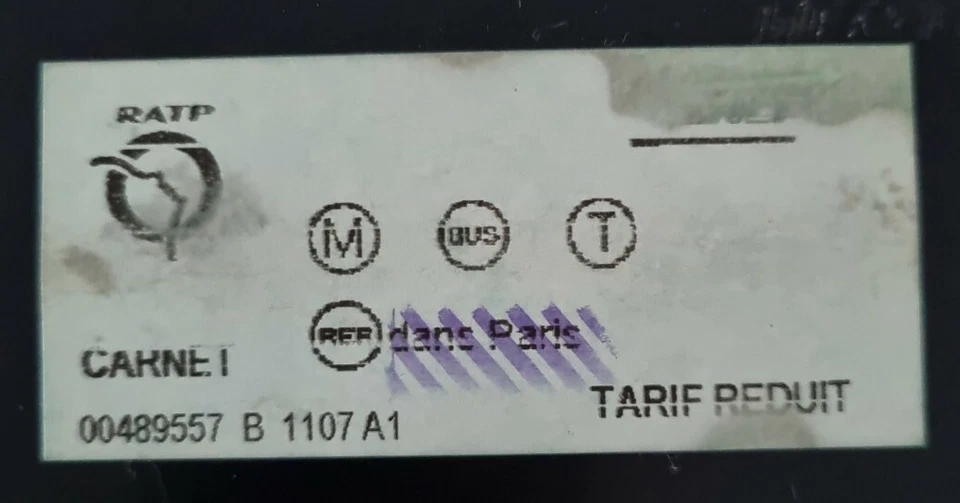 RATP
M BUS T
RER dans Paris
CARNET
TARIF REDUIT
00489557 B 1107 A1